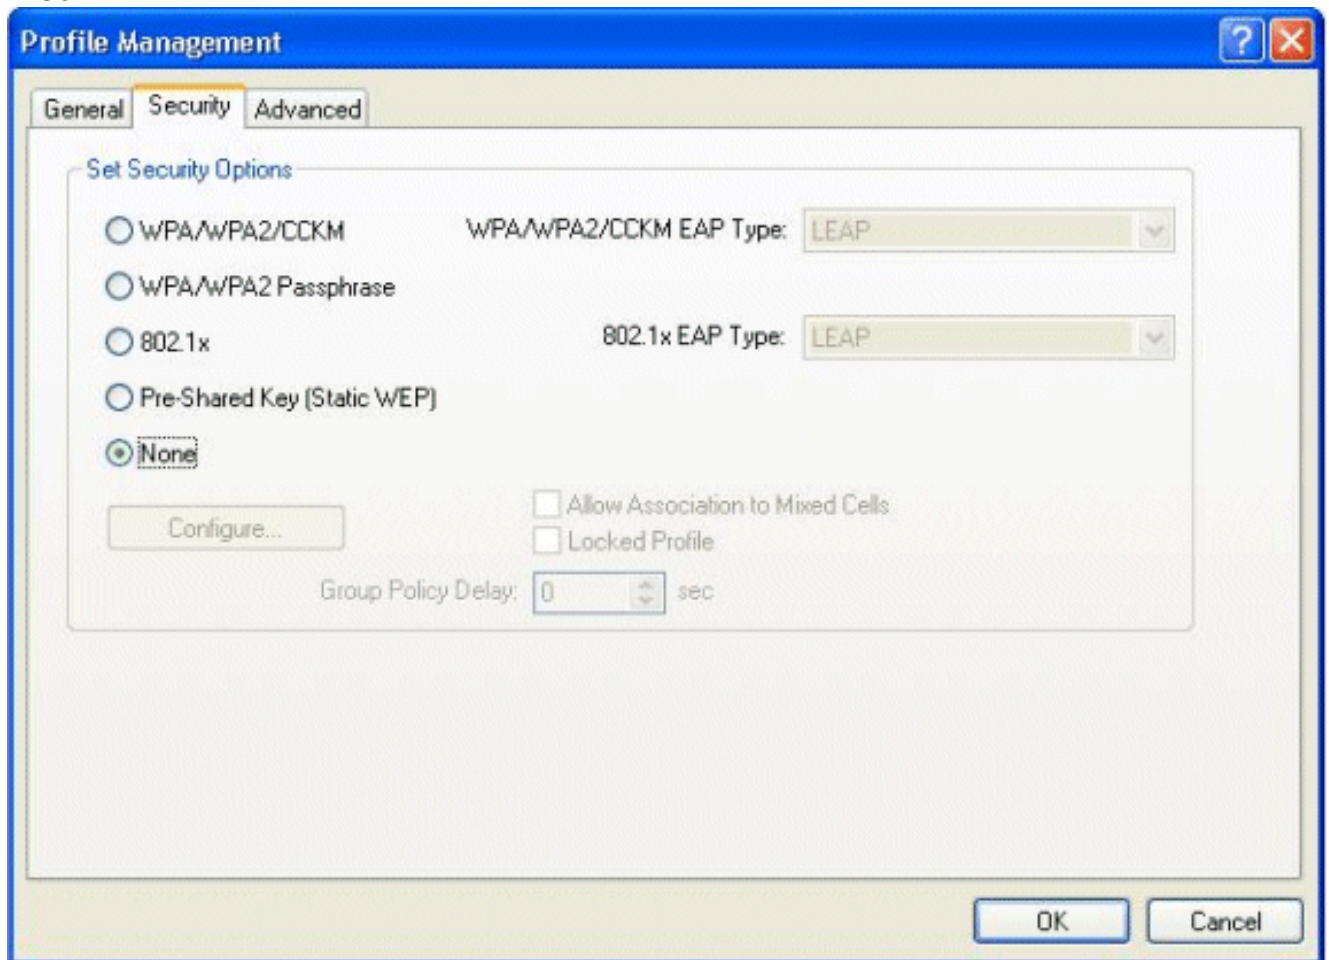 Profile Management
General Security Advanced
Set Security Options
WPA/WPA2/CCKM WPA/WPA2/CCKM EAP Type: LEAP
WPA/WPA2 Passphrase
802.1x 802.1x EAP Type: LEAP
Pre-Shared Key (Static WEP)
None
Configure... Allow Association to Mixed Cells
Locked Profile
Group Policy Delay: 0 sec
OK Cancel